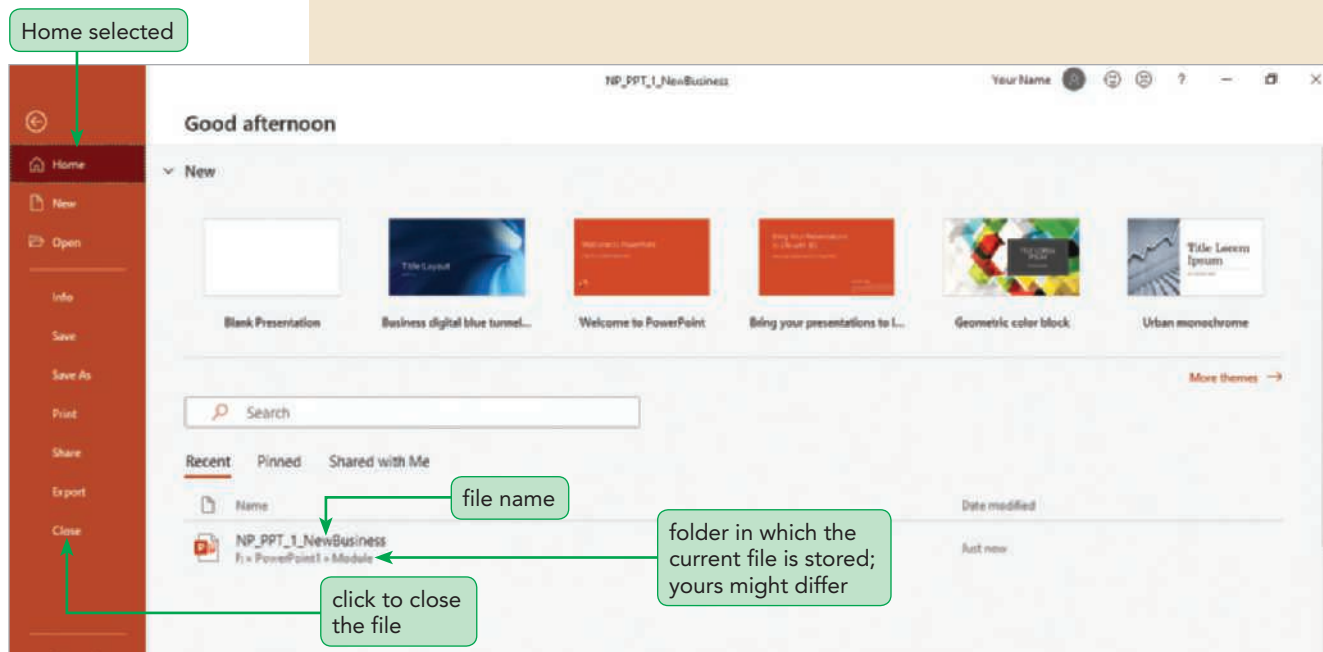 Home selected
NP_PPT_1_NewBusiness
Your Name
?
Good afternoon
Home
New
New
Open
Title Layout
Welcome to PowerPoint
Title Lorem
Ipsum
Info
Blank Presentation
Business digital blue tunnel...
Welcome to PowerPoint
Bring your presentations to l...
Geometric color block
Urban monochrome
Save
Save As
More themes
Print
Search
Share
Recent
Pinned
Shared with Me
Export
Name
file name
Date modified
Close
NP_PPT_1_NewBusiness
F: » PowerPoint1 » Module
Just now
folder in which the
current file is stored;
yours might differ
click to close
the file